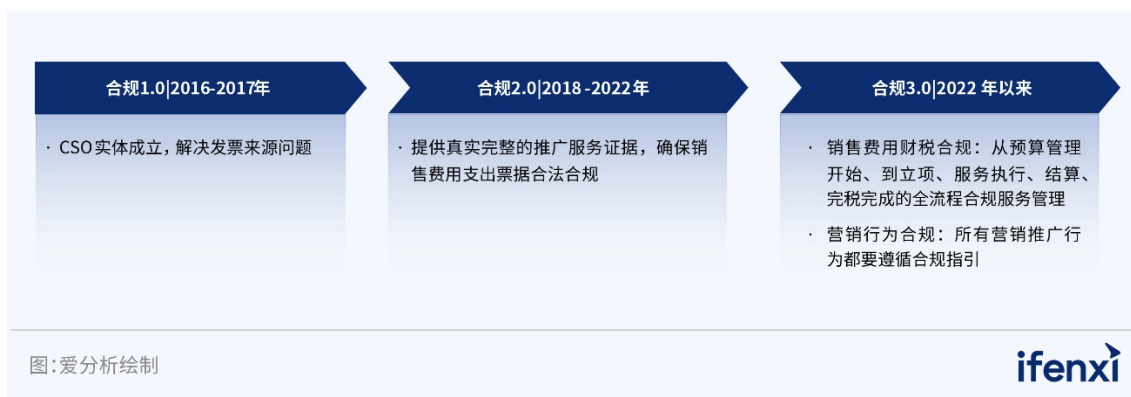 合规1.0|2016-2017年
· CSO实体成立，解决发票来源问题
合规2.0|2018-2022年
· 提供真实完整的推广服务证据，确保销
售费用支出票据合法合规
合规3.0|2022 年以来
· 销售费用财税合规：从预算管理
开始、到立项、服务执行、结算、
完税完成的全流程合规服务管理
· 营销行为合规：所有营销推广行
为都要遵循合规指引
图：爱分析绘制
ifenxi